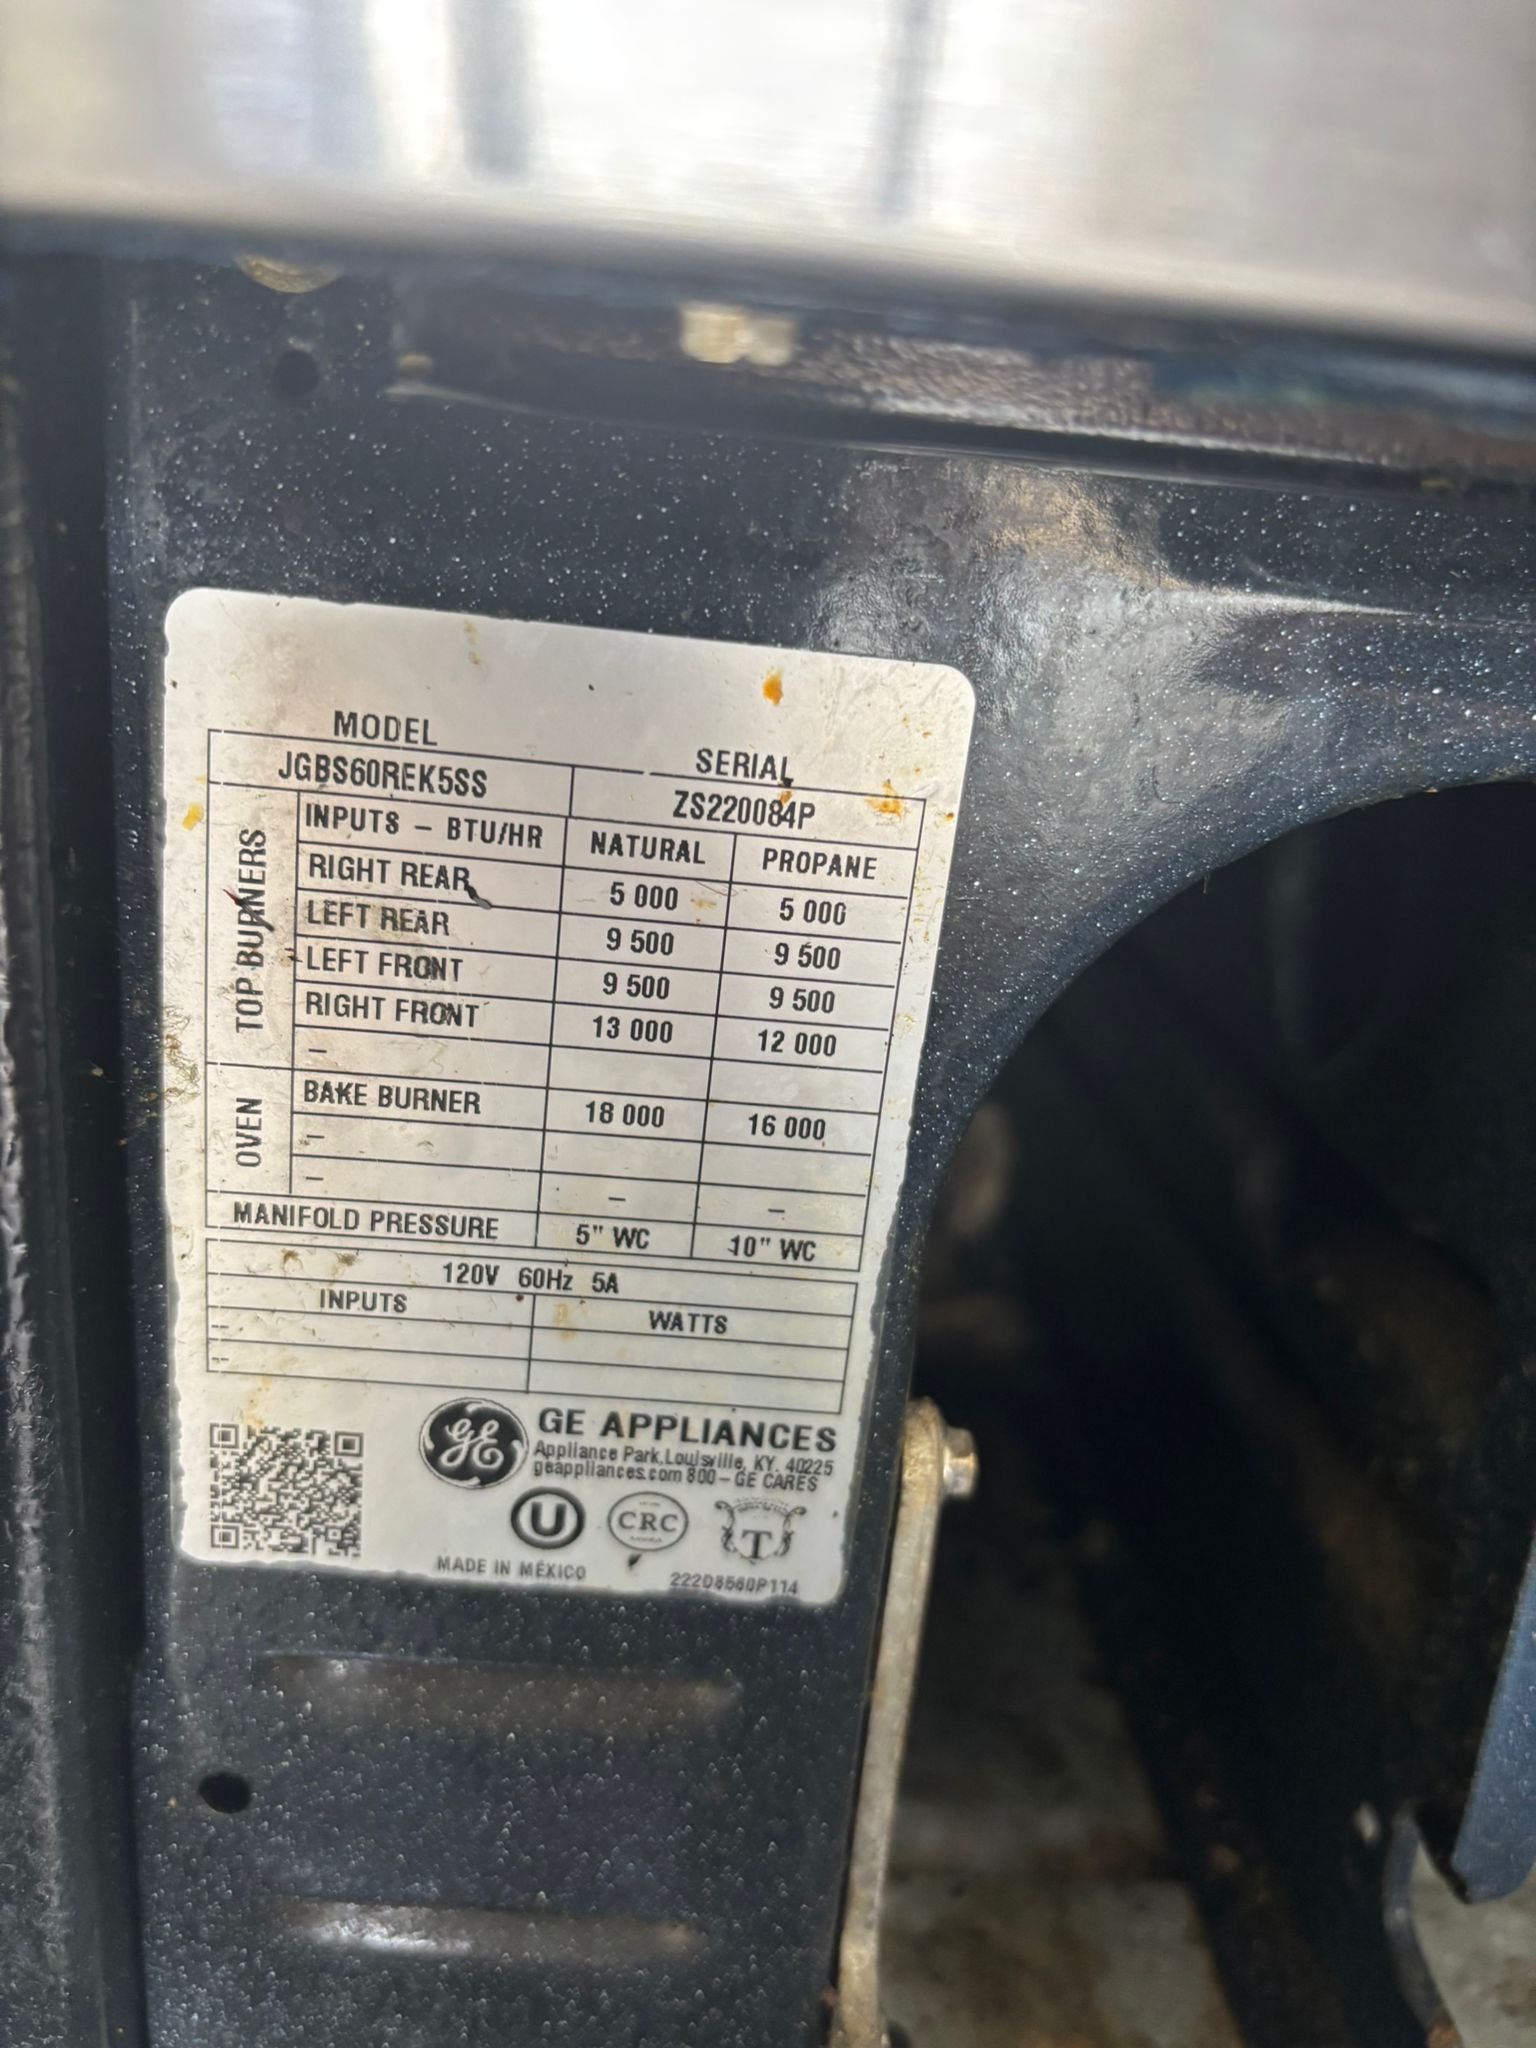 MODEL SERIAL
JGBS60REK5SS ZS220084P
TOP BURNERS
INPUTS – BTU/HR NATURAL PROPANE
RIGHT REAR 5 000 5 000
LEFT REAR 9 500 9 500
LEFT FRONT 9 500 9 500
RIGHT FRONT 13 000 12 000
–
OVEN
BAKE BURNER 18 000 16 000
–
– – –
MANIFOLD PRESSURE 5" WC 10" WC
120V 60Hz 5A
INPUTS WATTS
–
–
GE GE APPLIANCES
Appliance Park, Louisville, KY. 40225
geappliances.com 800 – GE CARES
U CRC T
MADE IN MÉXICO 222D8560P114